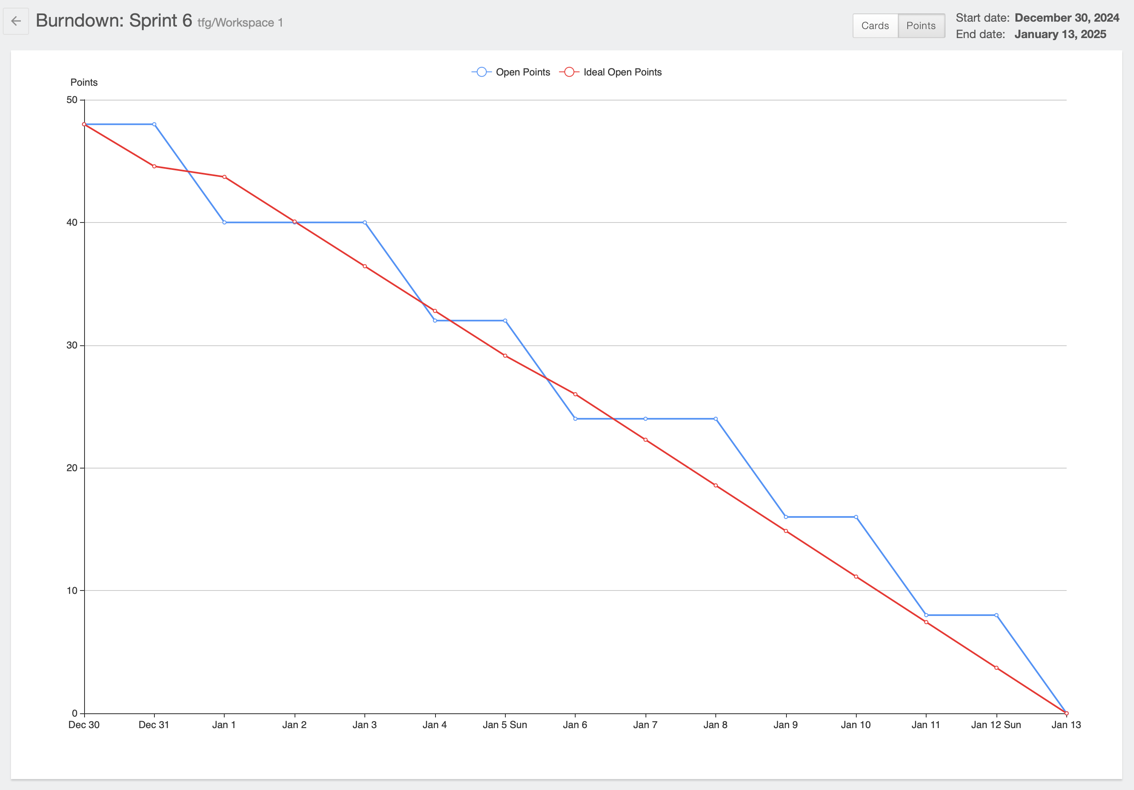 ← Burndown: Sprint 6 tfg/Workspace 1
Cards Points
Start date: December 30, 2024
End date: January 13, 2025
Open Points Ideal Open Points
Points
50
40
30
20
10
0
Dec 30 Dec 31 Jan 1 Jan 2 Jan 3 Jan 4 Jan 5 Sun Jan 6 Jan 7 Jan 8 Jan 9 Jan 10 Jan 11 Jan 12 Sun Jan 13